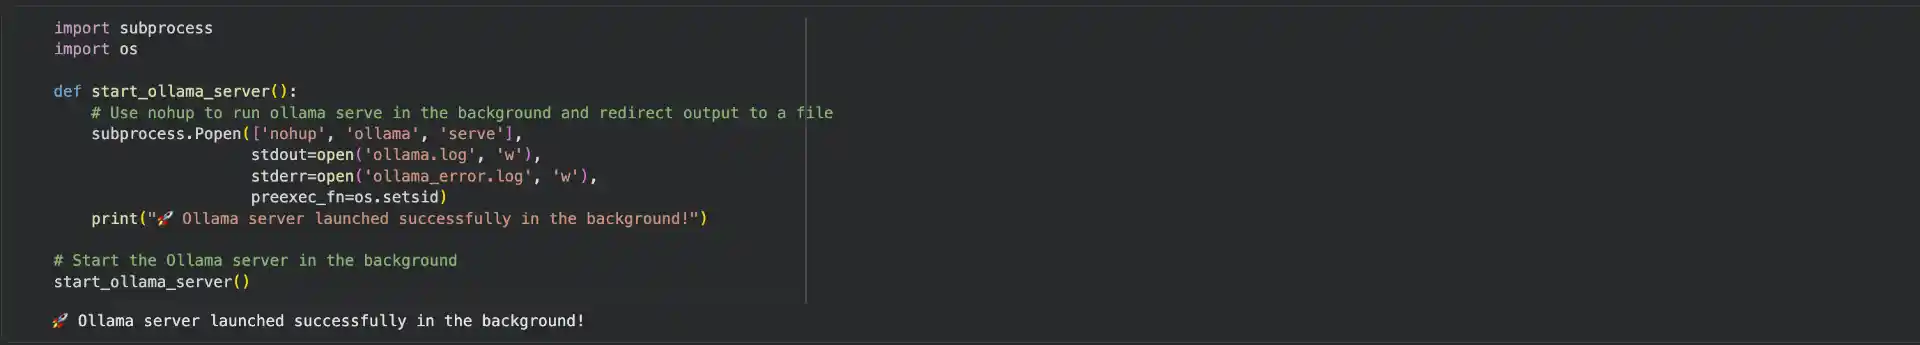 import subprocess
import os

def start_ollama_server():
    # Use nohup to run ollama serve in the background and redirect output to a file
    subprocess.Popen(['nohup', 'ollama', 'serve'],
                     stdout=open('ollama.log', 'w'),
                     stderr=open('ollama_error.log', 'w'),
                     preexec_fn=os.setsid)
    print("🚀 Ollama server launched successfully in the background!")

# Start the Ollama server in the background
start_ollama_server()
🚀 Ollama server launched successfully in the background!